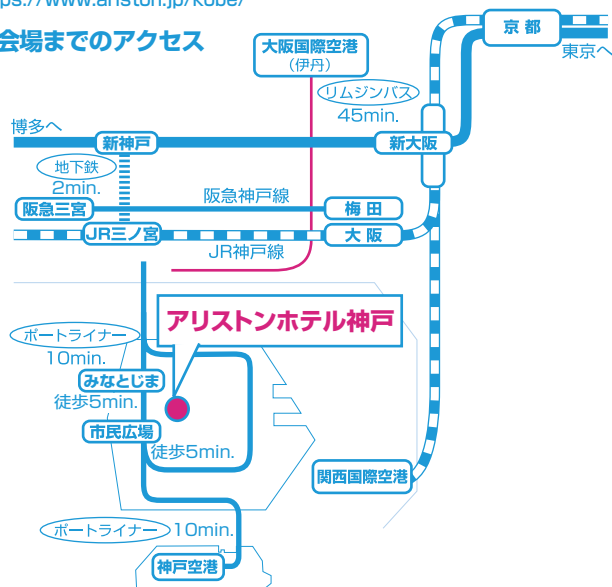 ps://www.ariston.jp/kobe/
会場までのアクセス
京都
東京へ
大阪国際空港
（伊丹）
リムジンバス
45min.
博多へ
新神戸
新大阪
地下鉄
2min.
阪急三宮
阪急神戸線
梅田
JR三ノ宮
大阪
JR神戸線
アリストンホテル神戸
ポートライナー
10min.
みなとじま
徒歩5min.
市民広場
徒歩5min.
関西国際空港
ポートライナー 10min.
神戸空港